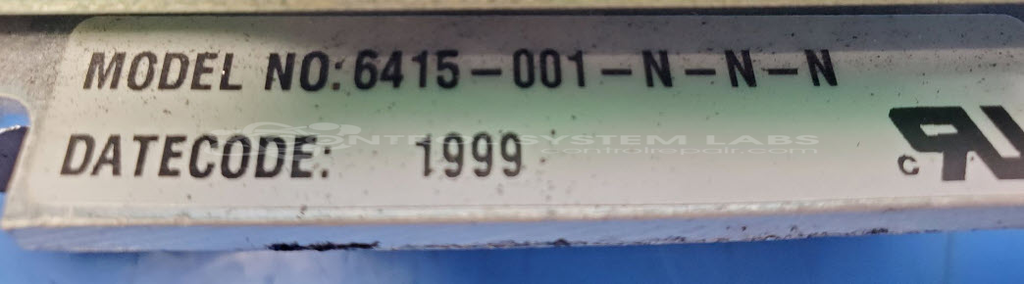 MODEL NO: 6415-001-N-N-N
DATECODE: 1999
CONTROL SYSTEM LABS
controlrepair.com
C